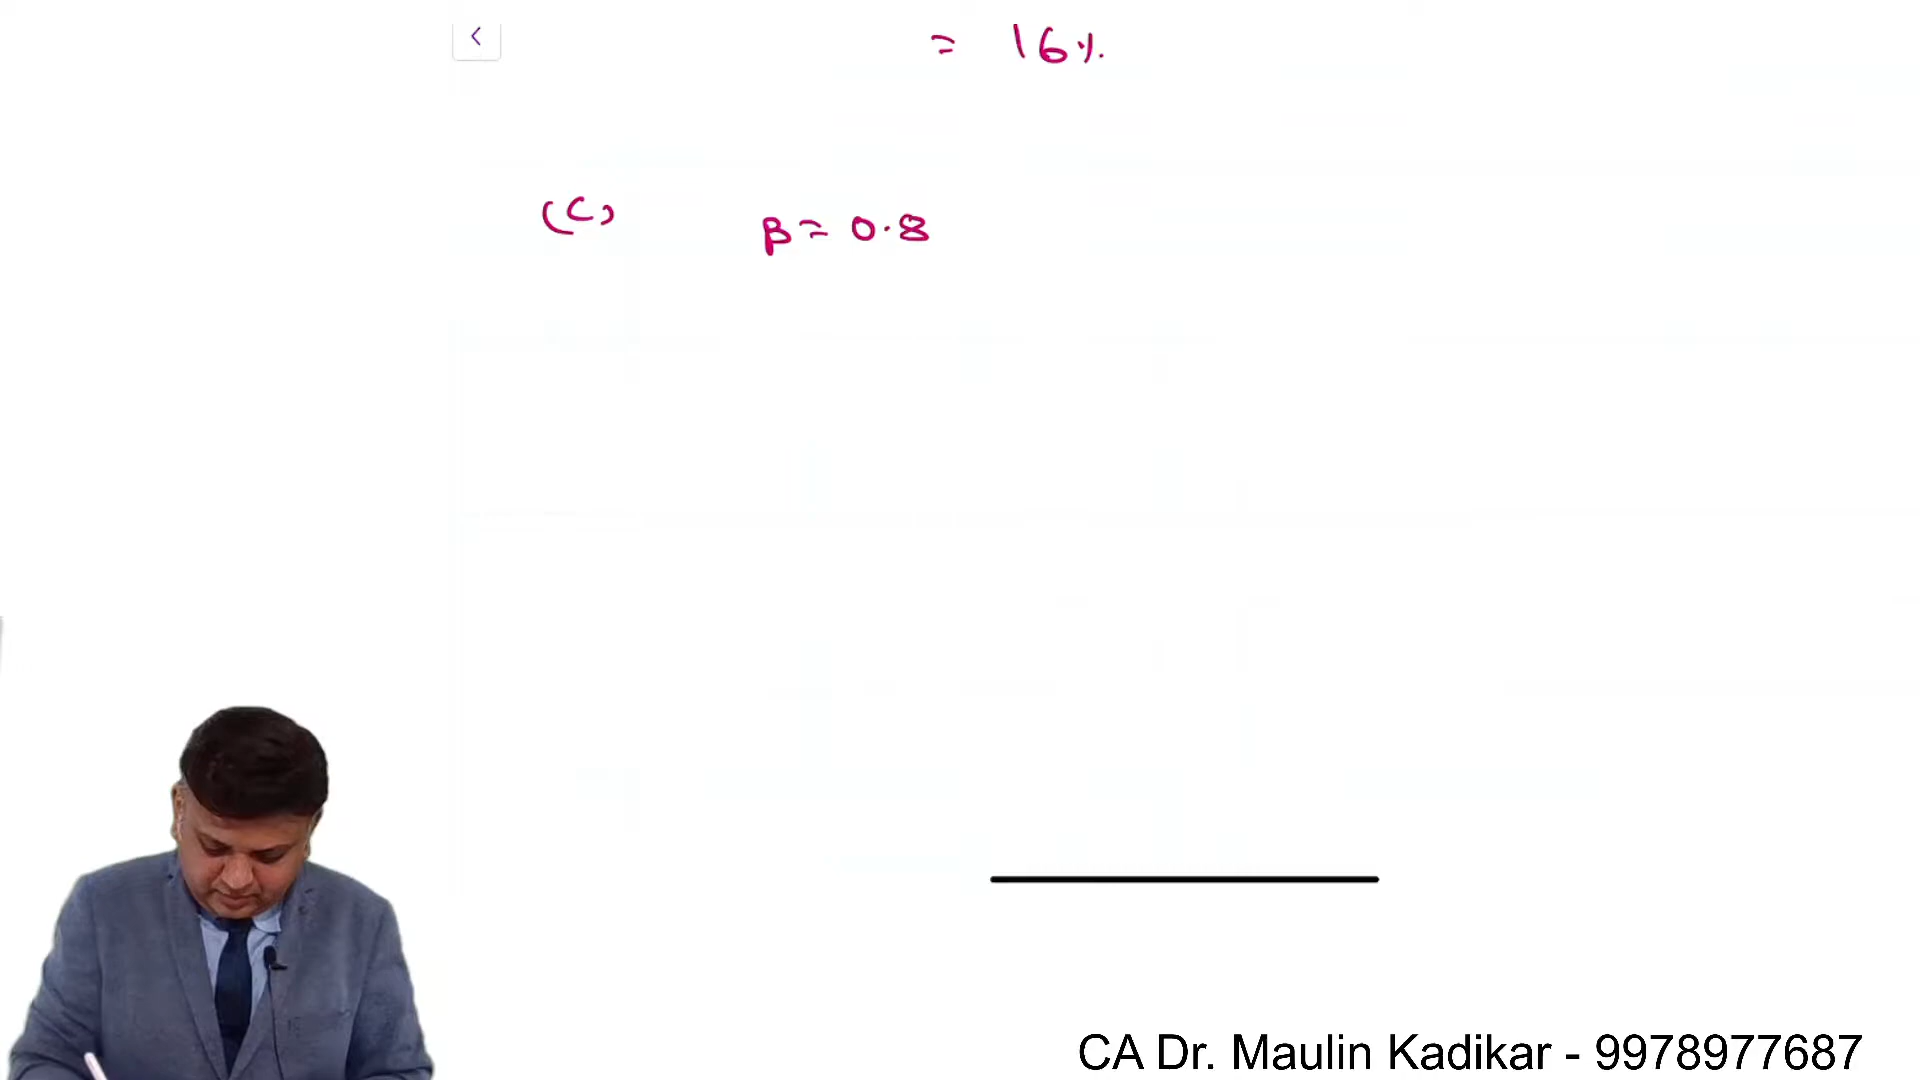 = 16%.
(C) β = 0.8
CA Dr. Maulin Kadikar - 9978977687